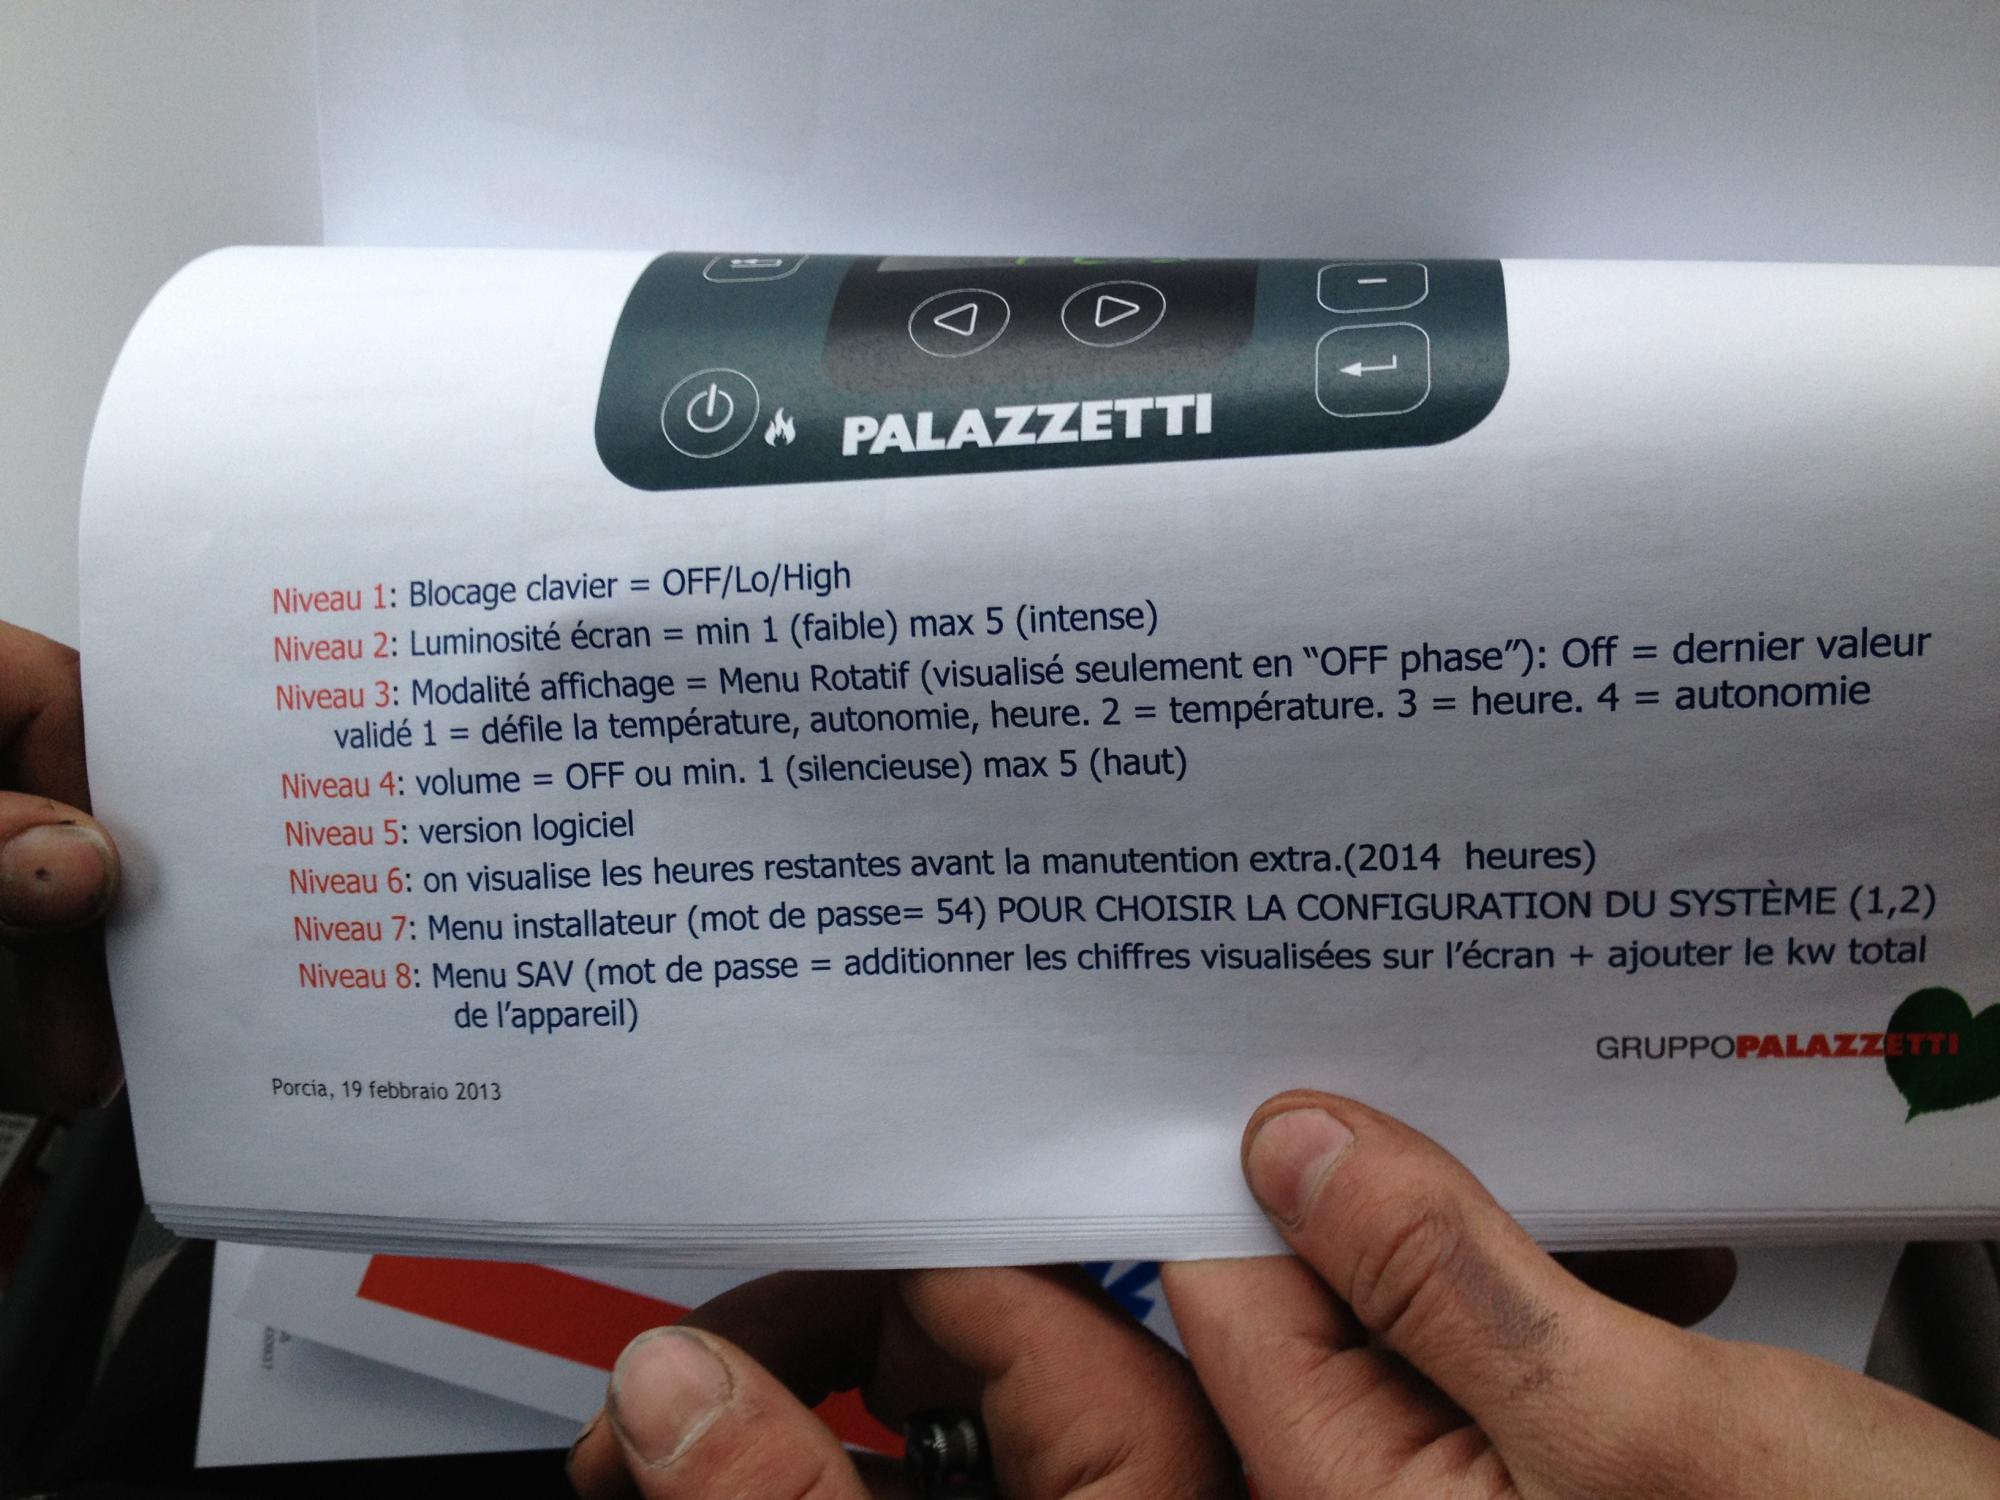 PALAZZETTI
Niveau 1: Blocage clavier = OFF/Lo/High
Niveau 2: Luminosité écran = min 1 (faible) max 5 (intense)
Niveau 3: Modalité affichage = Menu Rotatif (visualisé seulement en “OFF phase”): Off = dernier valeur
validé 1 = défile la température, autonomie, heure. 2 = température. 3 = heure. 4 = autonomie
Niveau 4: volume = OFF ou min. 1 (silencieuse) max 5 (haut)
Niveau 5: version logiciel
Niveau 6: on visualise les heures restantes avant la manutention extra.(2014 heures)
Niveau 7: Menu installateur (mot de passe= 54) POUR CHOISIR LA CONFIGURATION DU SYSTÈME (1,2)
Niveau 8: Menu SAV (mot de passe = additionner les chiffres visualisées sur l’écran + ajouter le kw total
de l’appareil)
GRUPPOPALAZZETTI
Porcia, 19 febbraio 2013